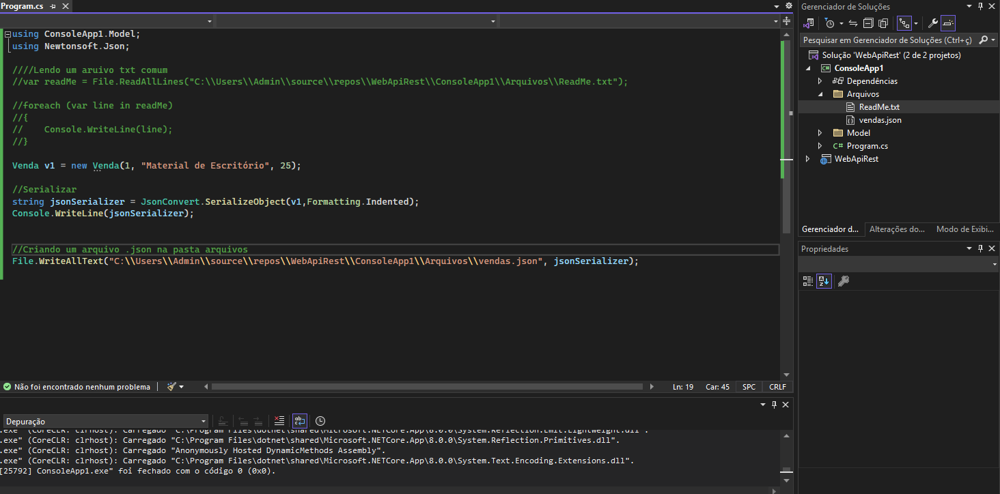 Program.cs
using ConsoleApp1.Model;
using Newtonsoft.Json;
////Lendo um aruivo txt comum
//var readMe = File.ReadAllLines("C:\\Users\\Admin\\source\\repos\\WebApiRest\\ConsoleApp1\\Arquivos\\ReadMe.txt");
//foreach (var line in readMe)
//{
//    Console.WriteLine(line);
//}
Venda v1 = new Venda(1, "Material de Escritório", 25);
//Serializar
string jsonSerializer = JsonConvert.SerializeObject(v1,Formatting.Indented);
Console.WriteLine(jsonSerializer);
//Criando um arquivo .json na pasta arquivos
File.WriteAllText("C:\\Users\\Admin\\source\\repos\\WebApiRest\\ConsoleApp1\\Arquivos\\vendas.json", jsonSerializer);
Não foi encontrado nenhum problema
Ln: 19 Car: 45 SPC CRLF
Depuração
.exe" (CoreCLR: clrhost): Carregado "C:\Program Files\dotnet\shared\Microsoft.NETCore.App\8.0.0\System.Reflection.Emit.LightWeight.dll".
.exe" (CoreCLR: clrhost): Carregado "C:\Program Files\dotnet\shared\Microsoft.NETCore.App\8.0.0\System.Reflection.Primitives.dll".
.exe" (CoreCLR: clrhost): Carregado "Anonymously Hosted DynamicMethods Assembly".
.exe" (CoreCLR: clrhost): Carregado "C:\Program Files\dotnet\shared\Microsoft.NETCore.App\8.0.0\System.Text.Encoding.Extensions.dll".
[25792] ConsoleApp1.exe" foi fechado com o código 0 (0x0).
Gerenciador de Soluções
Pesquisar em Gerenciador de Soluções (Ctrl+ç)
Solução 'WebApiRest' (2 de 2 projetos)
C# ConsoleApp1
Dependências
Arquivos
ReadMe.txt
vendas.json
Model
C# Program.cs
WebApiRest
Gerenciador d... Alterações do... Modo de Exibi...
Propriedades